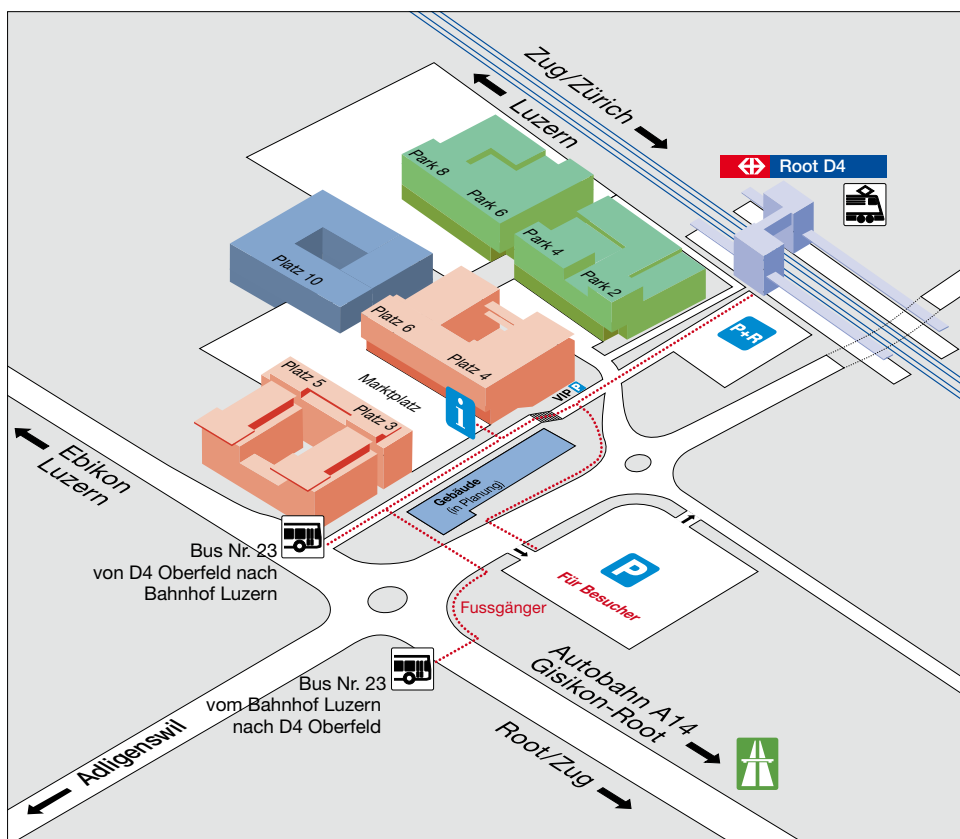 Zug/Zürich
Luzern
Root D4
Park 8
Park 6
Park 4
Park 2
Platz 10
Platz 6
Platz 4
P+R
VIP P
Marktplatz
i
Platz 5
Platz 3
Ebikon
Luzern
Gebäude
(in Planung)
Bus Nr. 23
von D4 Oberfeld nach
Bahnhof Luzern
P
Für Besucher
Fussgänger
Autobahn A14
Gisikon-Root
Bus Nr. 23
vom Bahnhof Luzern
nach D4 Oberfeld
Root/Zug
Adligenswil